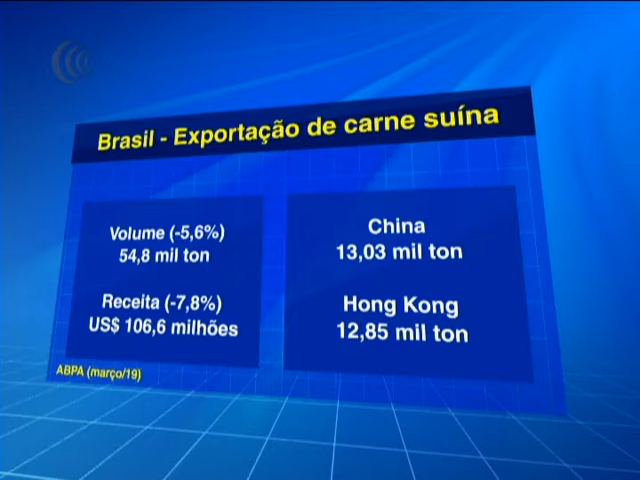 Brasil - Exportação de carne suína
Volume (-5,6%)
54,8 mil ton
Receita (-7,8%)
US$ 106,6 milhões
China
13,03 mil ton
Hong Kong
12,85 mil ton
ABPA (março/19)